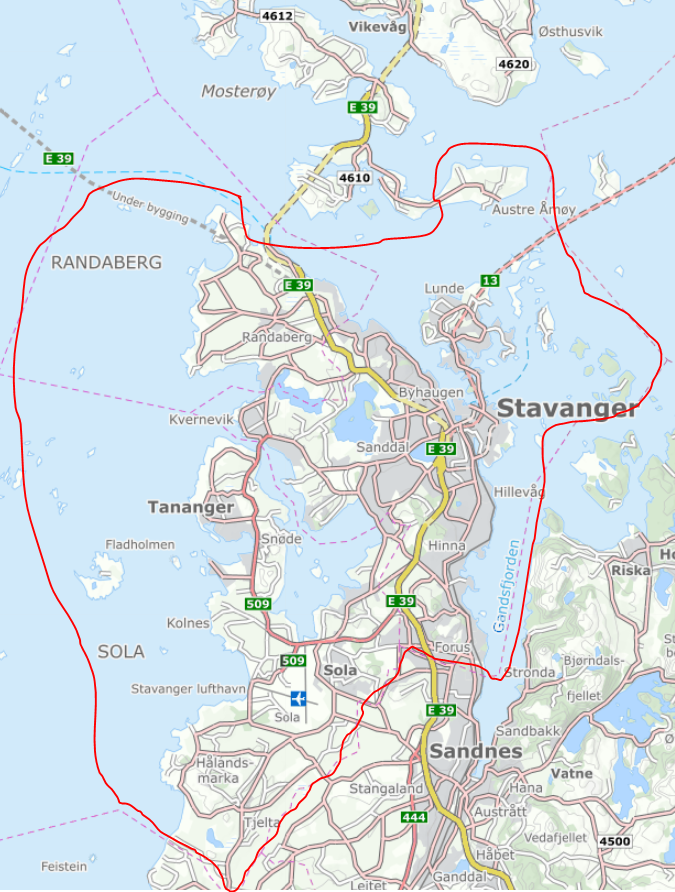 4612
Vikevåg
Østhusvik
4620
Mosterøy
E 39
E 39
4610
Under bygging
Austre Åmøy
RANDABERG
13
E 39
Lunde
Randaberg
Byhaugen
Stavanger
Kvernevik
Sanddal
E 39
Hillevåg
Tananger
Snøde
Hinna
Fladholmen
Gandsfjorden
Ho
Riska
509
E 39
Kolnes
SOLA
Forus
St
be
509
Sola
Bjørndals-
fjellet
Stronda
Stavanger lufthavn
Sola
E 39
Sandbakk
Ø
Sandnes
Hålands-
marka
Vatne
Stangaland
Hana
Austrått
444
Tjelta
Vedafjellet
4500
Håbet
Feistein
Ganddal
Leitet